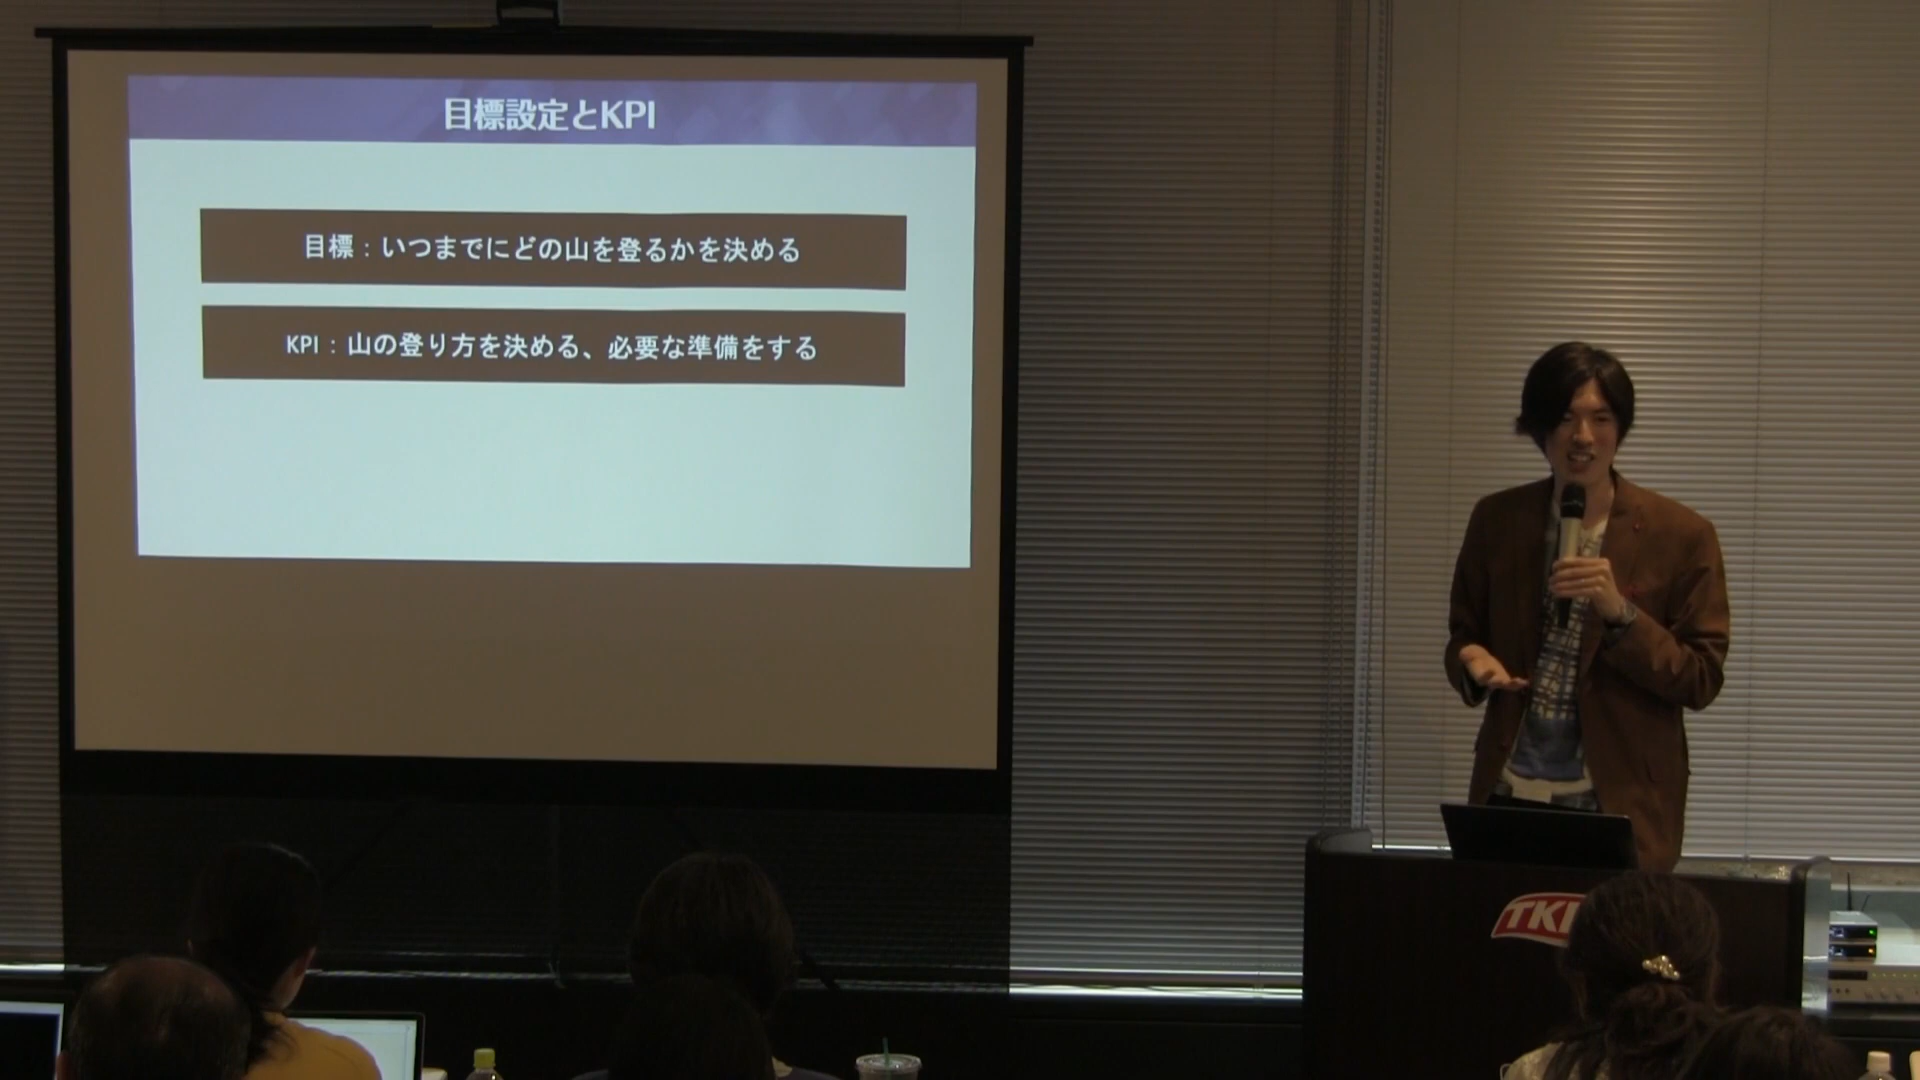 目標設定とKPI
目標：いつまでにどの山を登るかを決める
KPI：山の登り方を決める、必要な準備をする
TKP